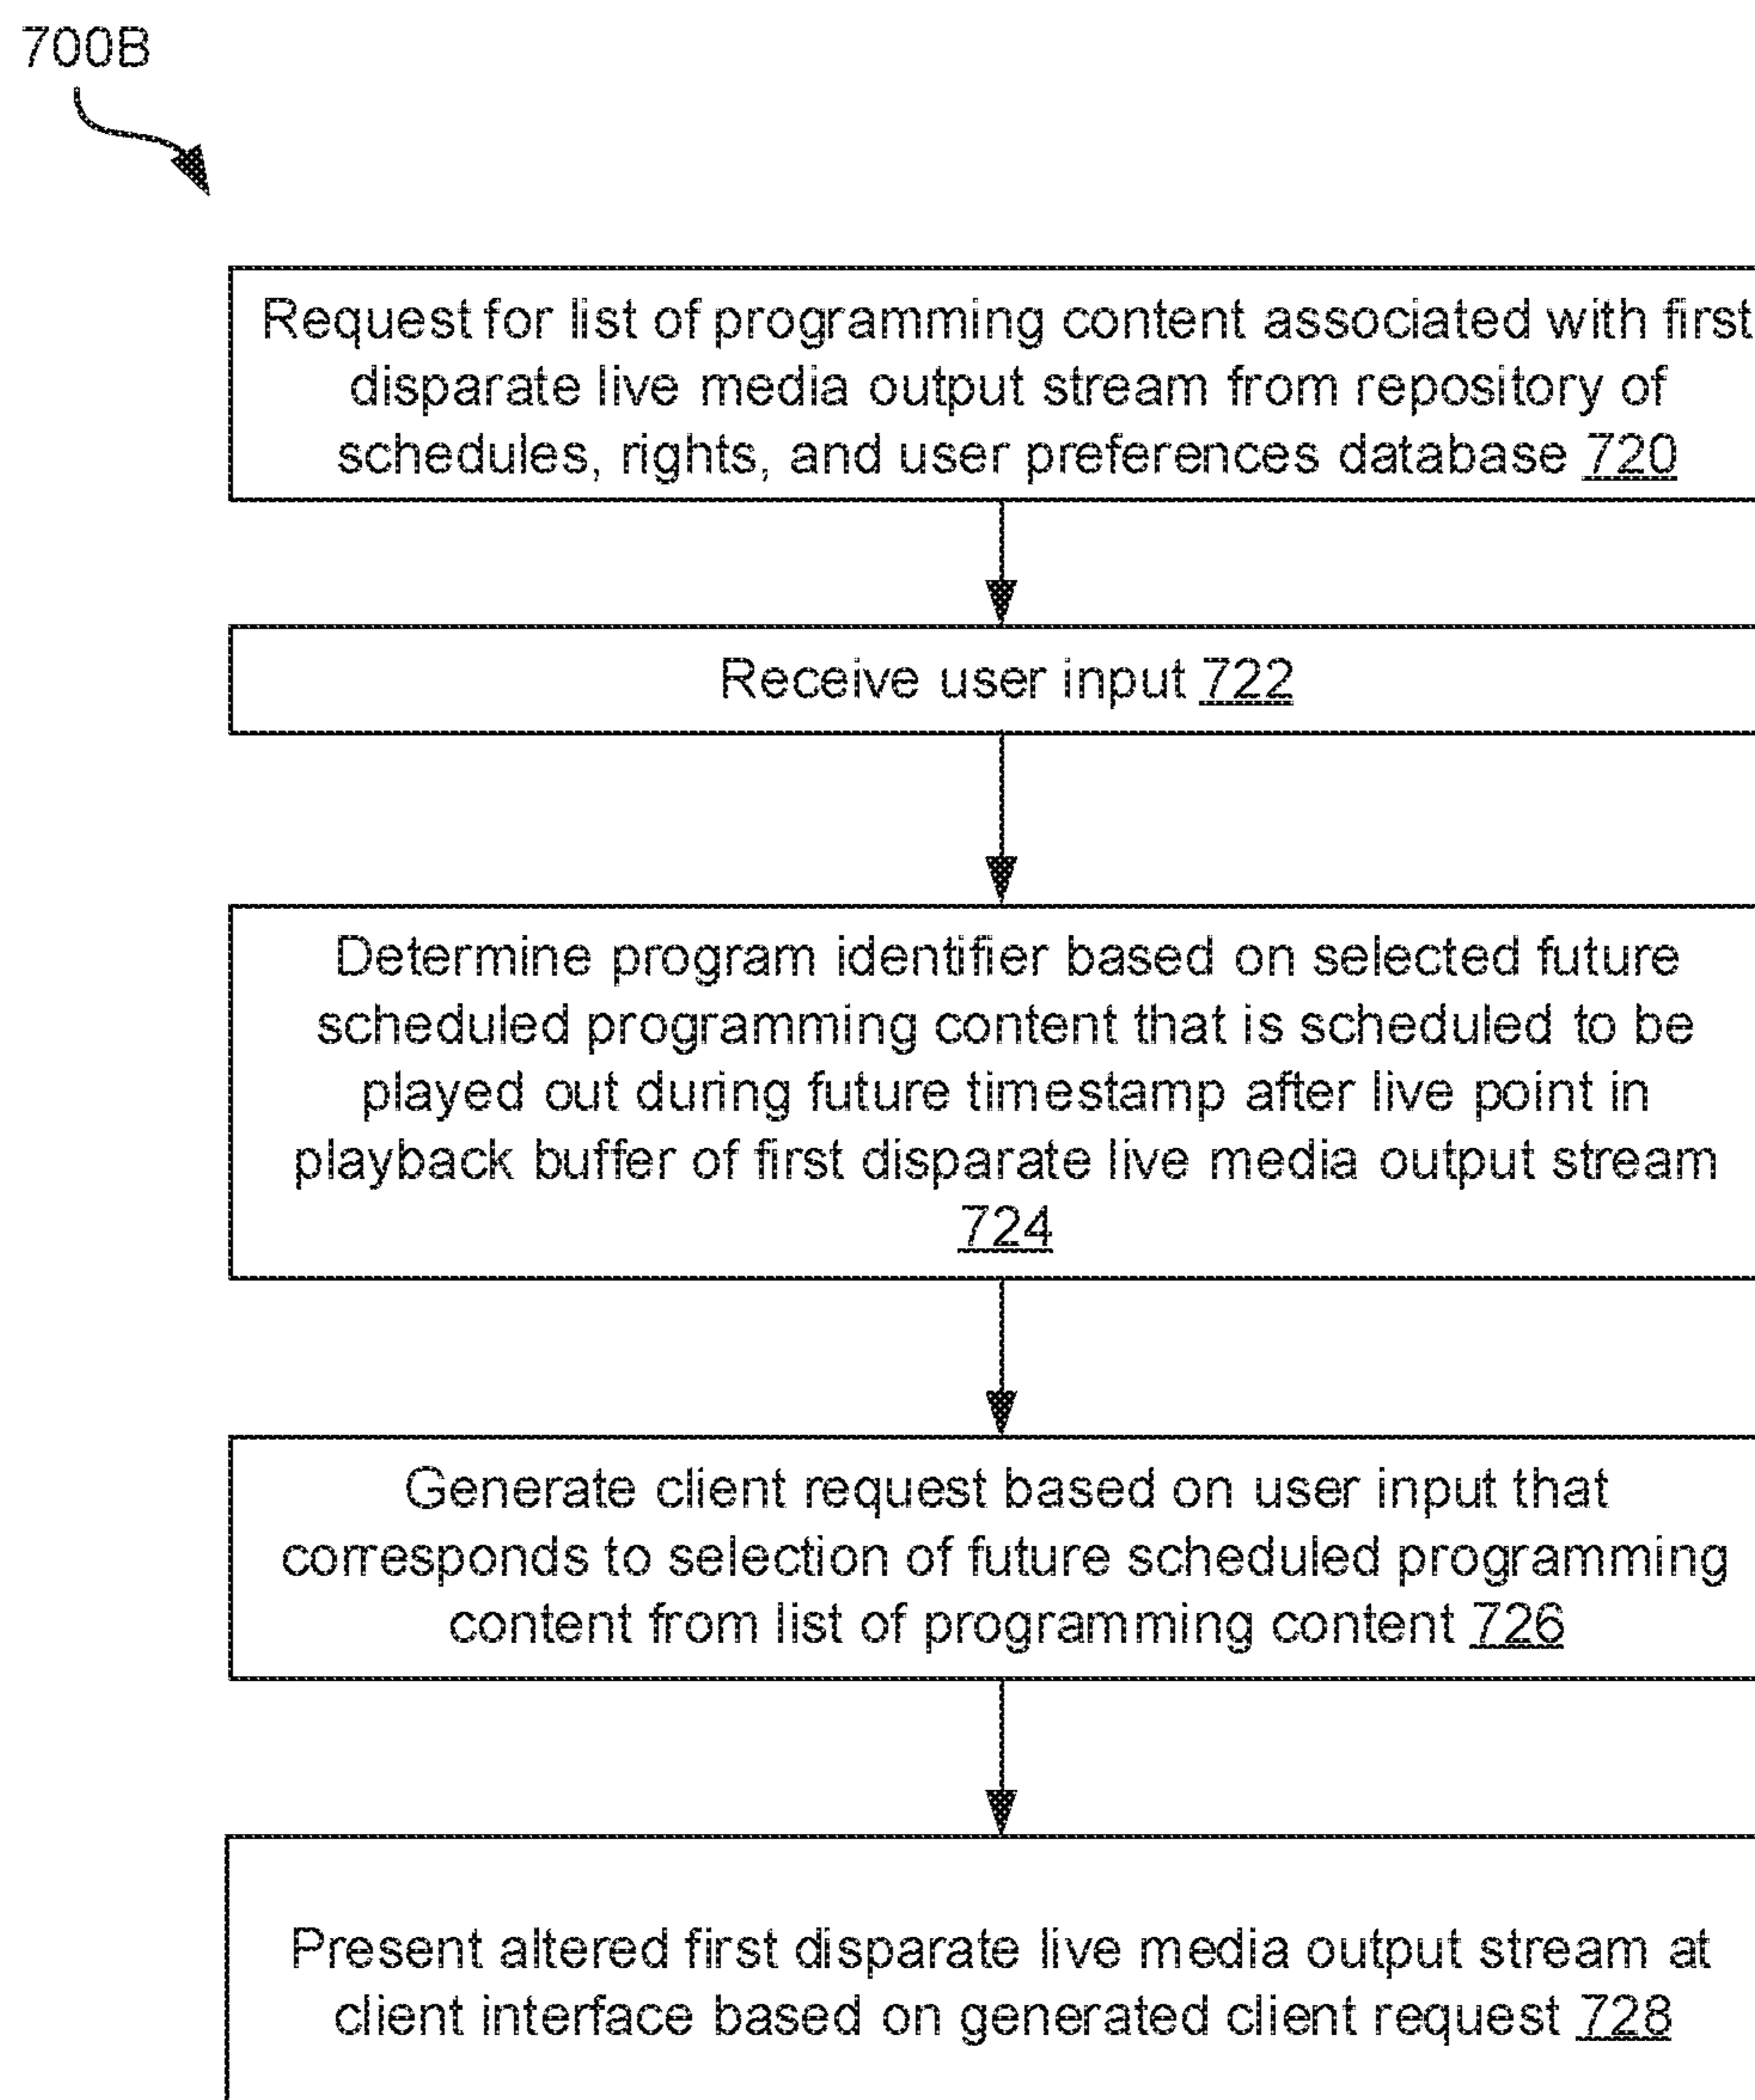 700B
Request for list of programming content associated with first
disparate live media output stream from repository of
schedules, rights, and user preferences database 720
Receive user input 722
Determine program identifier based on selected future
scheduled programming content that is scheduled to be
played out during future timestamp after live point in
playback buffer of first disparate live media output stream
724
Generate client request based on user input that
corresponds to selection of future scheduled programming
content from list of programming content 726
Present altered first disparate live media output stream at
client interface based on generated client request 728